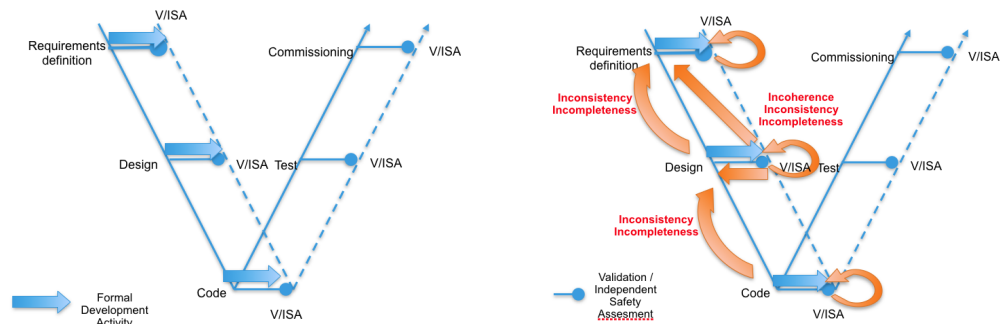 V/ISA
Requirements
definition
Commissioning
V/ISA
Design
V/ISA
Test
V/ISA
Code
V/ISA
Formal
Development
Activity
V/ISA
Requirements
definition
Commissioning
V/ISA
Inconsistency
Incompleteness
Incoherence
Inconsistency
Incompleteness
Design
V/ISA
Test
V/ISA
Inconsistency
Incompleteness
Code
V/ISA
Validation /
Independent
Safety
Assesment